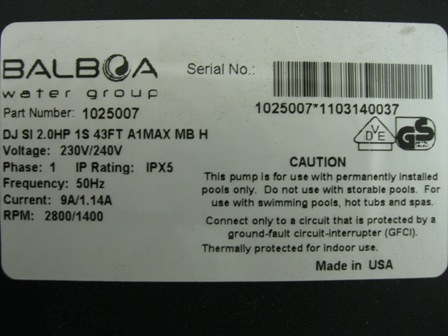 BALBOA
water group
Serial No.:
1025007*1103140037
Part Number: 1025007
DJ SI 2.0HP 1S 43FT A1MAX MB H
Voltage: 230V/240V
Phase: 1 IP Rating: IPX5
Frequency: 50Hz
Current: 9A/1.14A
RPM: 2800/1400
VDE
GS
CAUTION
This pump is for use with permanently installed
pools only. Do not use with storable pools. For
use with swimming pools, hot tubs and spas.
Connect only to a circuit that is protected by a
ground-fault circuit-interrupter (GFCI).
Thermally protected for indoor use.
Made in USA